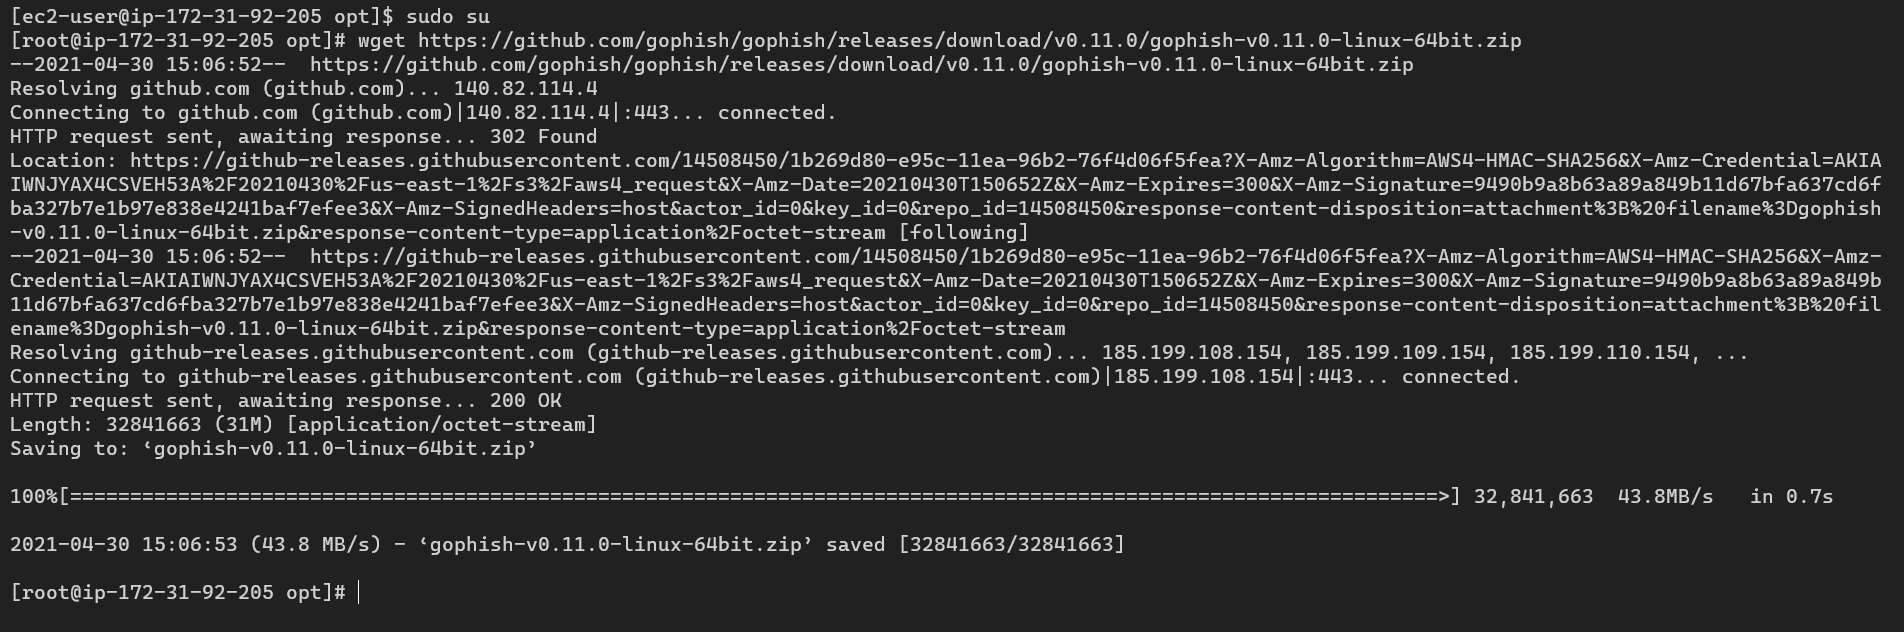 [ec2-user@ip-172-31-92-205 opt]$ sudo su
[root@ip-172-31-92-205 opt]# wget https://github.com/gophish/gophish/releases/download/v0.11.0/gophish-v0.11.0-linux-64bit.zip
--2021-04-30 15:06:52--  https://github.com/gophish/gophish/releases/download/v0.11.0/gophish-v0.11.0-linux-64bit.zip
Resolving github.com (github.com)... 140.82.114.4
Connecting to github.com (github.com)|140.82.114.4|:443... connected.
HTTP request sent, awaiting response... 302 Found
Location: https://github-releases.githubusercontent.com/14508450/1b269d80-e95c-11ea-96b2-76f4d06f5fea?X-Amz-Algorithm=AWS4-HMAC-SHA256&X-Amz-Credential=AKIA
IWNJYAX4CSVEH53A%2F20210430%2Fus-east-1%2Fs3%2Faws4_request&X-Amz-Date=20210430T150652Z&X-Amz-Expires=300&X-Amz-Signature=9490b9a8b63a89a849b11d67bfa637cd6f
ba327b7e1b97e838e4241baf7efee3&X-Amz-SignedHeaders=host&actor_id=0&key_id=0&repo_id=14508450&response-content-disposition=attachment%3B%20filename%3Dgophish
-v0.11.0-linux-64bit.zip&response-content-type=application%2Foctet-stream [following]
--2021-04-30 15:06:52--  https://github-releases.githubusercontent.com/14508450/1b269d80-e95c-11ea-96b2-76f4d06f5fea?X-Amz-Algorithm=AWS4-HMAC-SHA256&X-Amz-
Credential=AKIAIWNJYAX4CSVEH53A%2F20210430%2Fus-east-1%2Fs3%2Faws4_request&X-Amz-Date=20210430T150652Z&X-Amz-Expires=300&X-Amz-Signature=9490b9a8b63a89a849b
11d67bfa637cd6fba327b7e1b97e838e4241baf7efee3&X-Amz-SignedHeaders=host&actor_id=0&key_id=0&repo_id=14508450&response-content-disposition=attachment%3B%20fil
ename%3Dgophish-v0.11.0-linux-64bit.zip&response-content-type=application%2Foctet-stream
Resolving github-releases.githubusercontent.com (github-releases.githubusercontent.com)... 185.199.108.154, 185.199.109.154, 185.199.110.154, ...
Connecting to github-releases.githubusercontent.com (github-releases.githubusercontent.com)|185.199.108.154|:443... connected.
HTTP request sent, awaiting response... 200 OK
Length: 32841663 (31M) [application/octet-stream]
Saving to: ‘gophish-v0.11.0-linux-64bit.zip’
100%[==================================================================================================================>] 32,841,663  43.8MB/s   in 0.7s
2021-04-30 15:06:53 (43.8 MB/s) - ‘gophish-v0.11.0-linux-64bit.zip’ saved [32841663/32841663]
[root@ip-172-31-92-205 opt]#